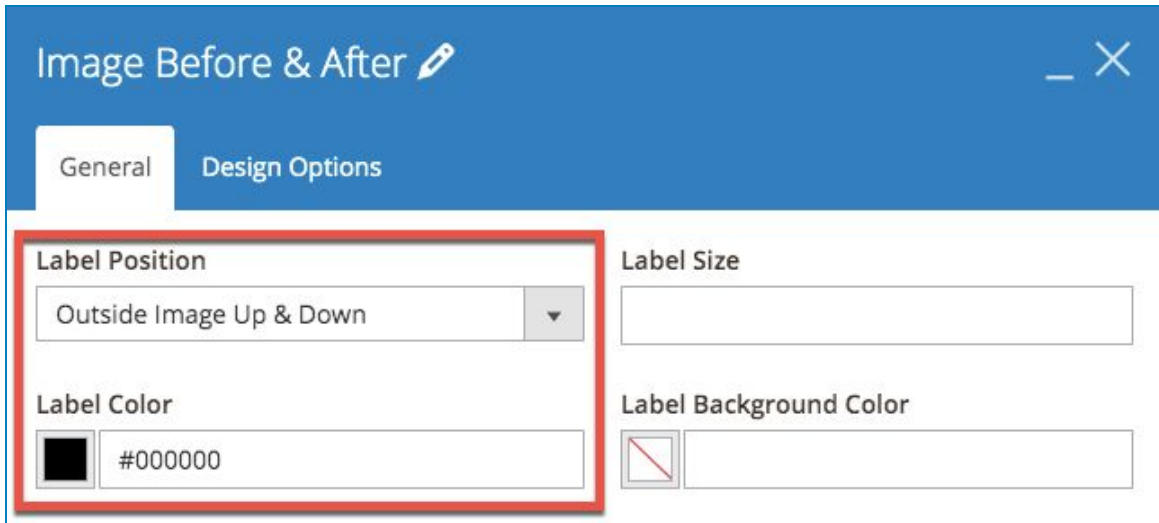 Image Before & After
General
Design Options
Label Position
Label Size
Outside Image Up & Down
Label Color
Label Background Color
#000000